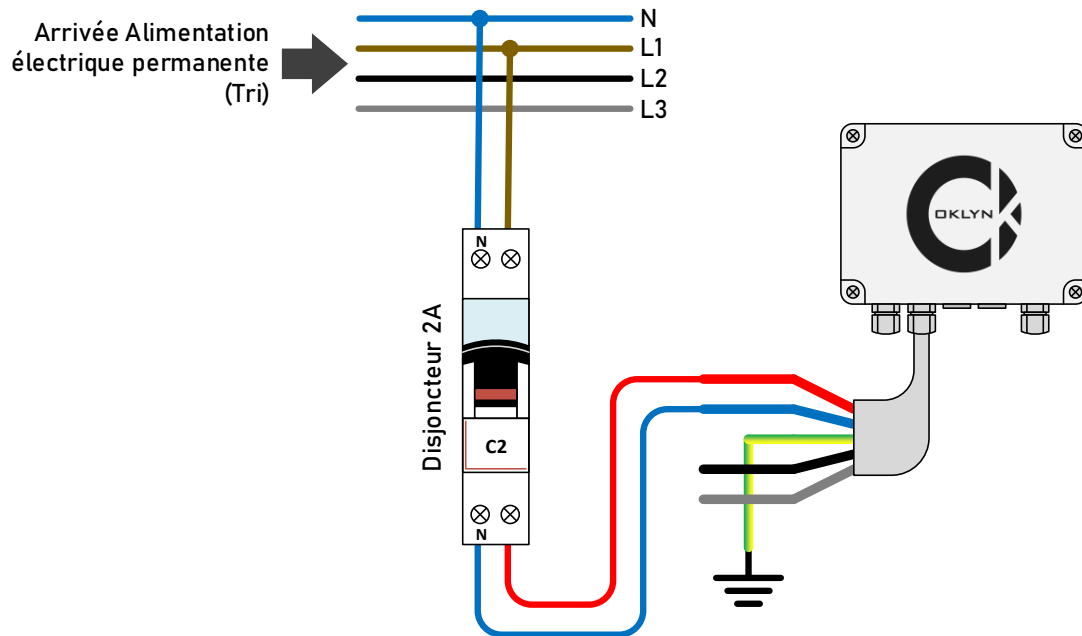 Arrivée Alimentation
électrique permanente
(Tri)
N
L1
L2
L3
OKLYN
N
Disjoncteur 2A
C2
N